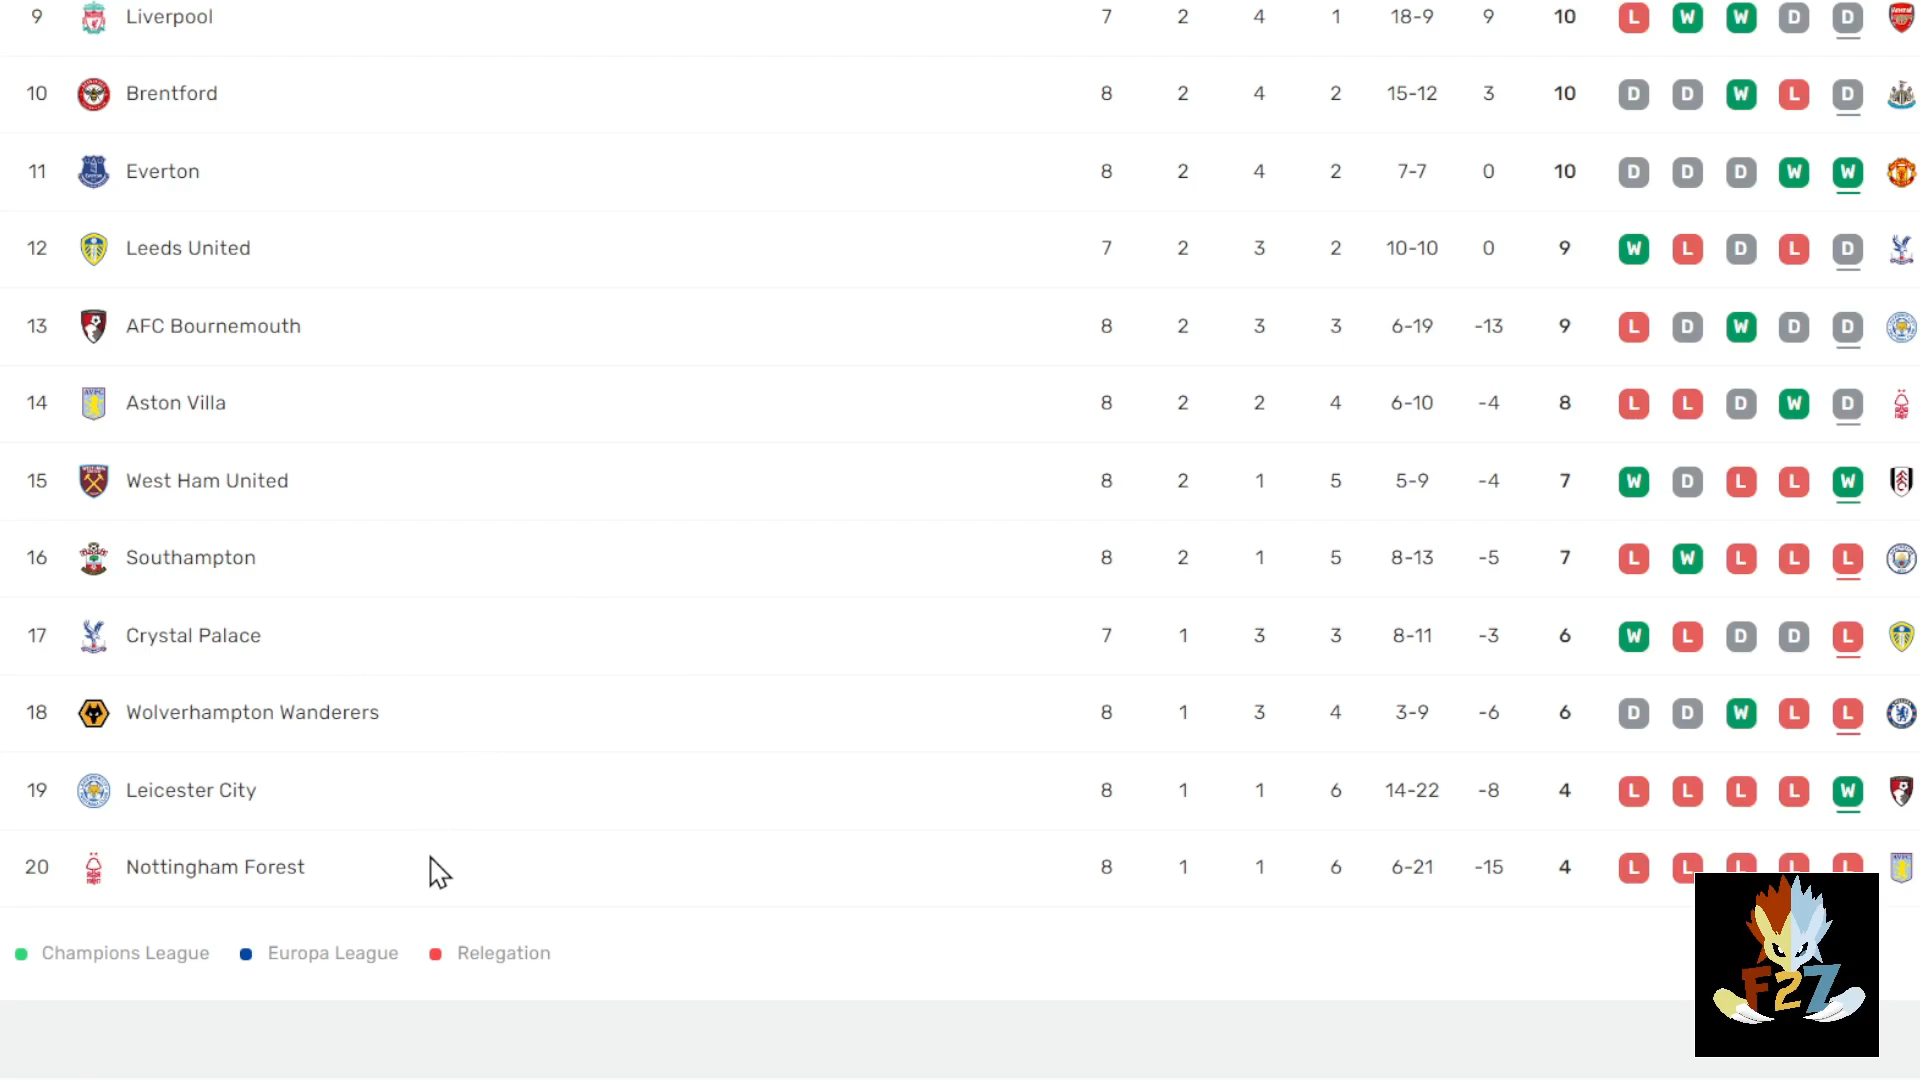 9 Liverpool 7 2 4 1 18-9 9 10 L W W D D
10 Brentford 8 2 4 2 15-12 3 10 D D W L D
11 Everton 8 2 4 2 7-7 0 10 D D D W W
12 Leeds United 7 2 3 2 10-10 0 9 W L D L D
13 AFC Bournemouth 8 2 3 3 6-19 -13 9 L D W D D
14 Aston Villa 8 2 2 4 6-10 -4 8 L L D W D
15 West Ham United 8 2 1 5 5-9 -4 7 W D L L W
16 Southampton 8 2 1 5 8-13 -5 7 L W L L L
17 Crystal Palace 7 1 3 3 8-11 -3 6 W L D D L
18 Wolverhampton Wanderers 8 1 3 4 3-9 -6 6 D D W L L
19 Leicester City 8 1 1 6 14-22 -8 4 L L L L W
20 Nottingham Forest 8 1 1 6 6-21 -15 4 L L L L L
Champions League Europa League Relegation
F2Z